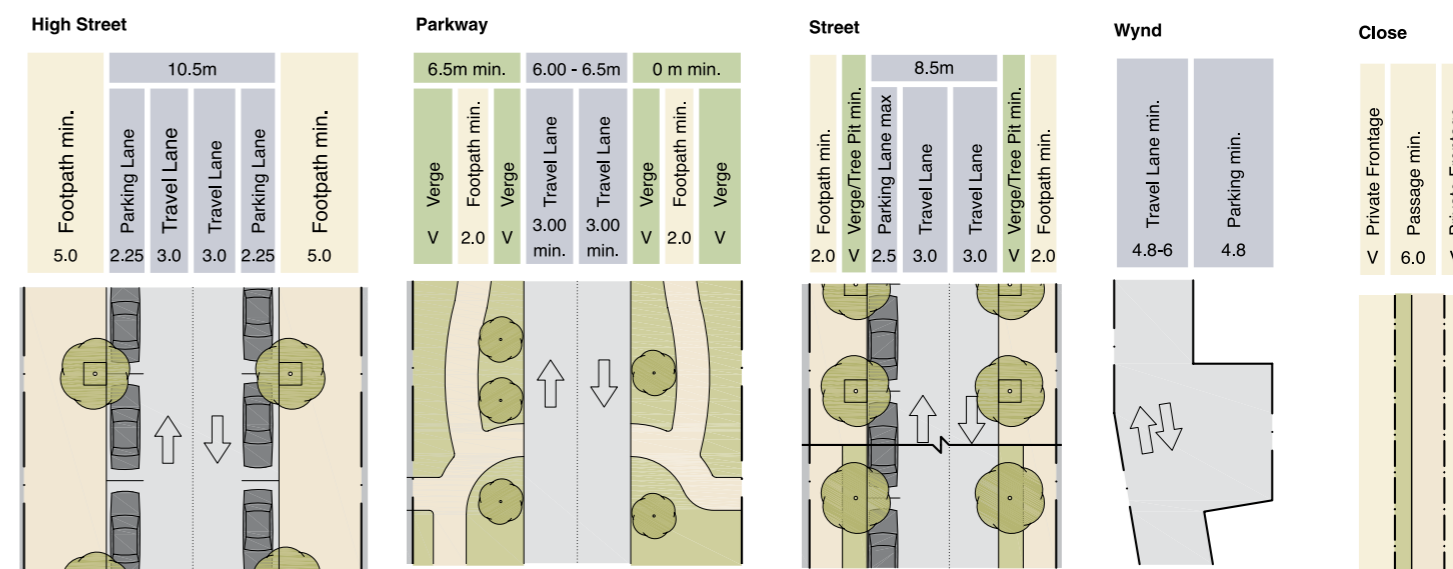 High Street
10.5m
Footpath min.
5.0
Parking Lane
2.25
Travel Lane
3.0
Travel Lane
3.0
Parking Lane
2.25
Footpath min.
5.0
Parkway
6.5m min.
6.00 - 6.5m
0 m min.
Verge
V
Footpath min.
2.0
Verge
V
Travel Lane
3.00
min.
Travel Lane
3.00
min.
Verge
V
Footpath min.
2.0
Verge
V
Street
8.5m
Footpath min.
2.0
Verge/Tree Pit min.
V
Parking Lane max
2.5
Travel Lane
3.0
Travel Lane
3.0
Verge/Tree Pit min.
V
Footpath min.
2.0
Wynd
Travel Lane min.
4.8-6
Parking min.
4.8
Close
Private Frontage
V
Passage min.
6.0